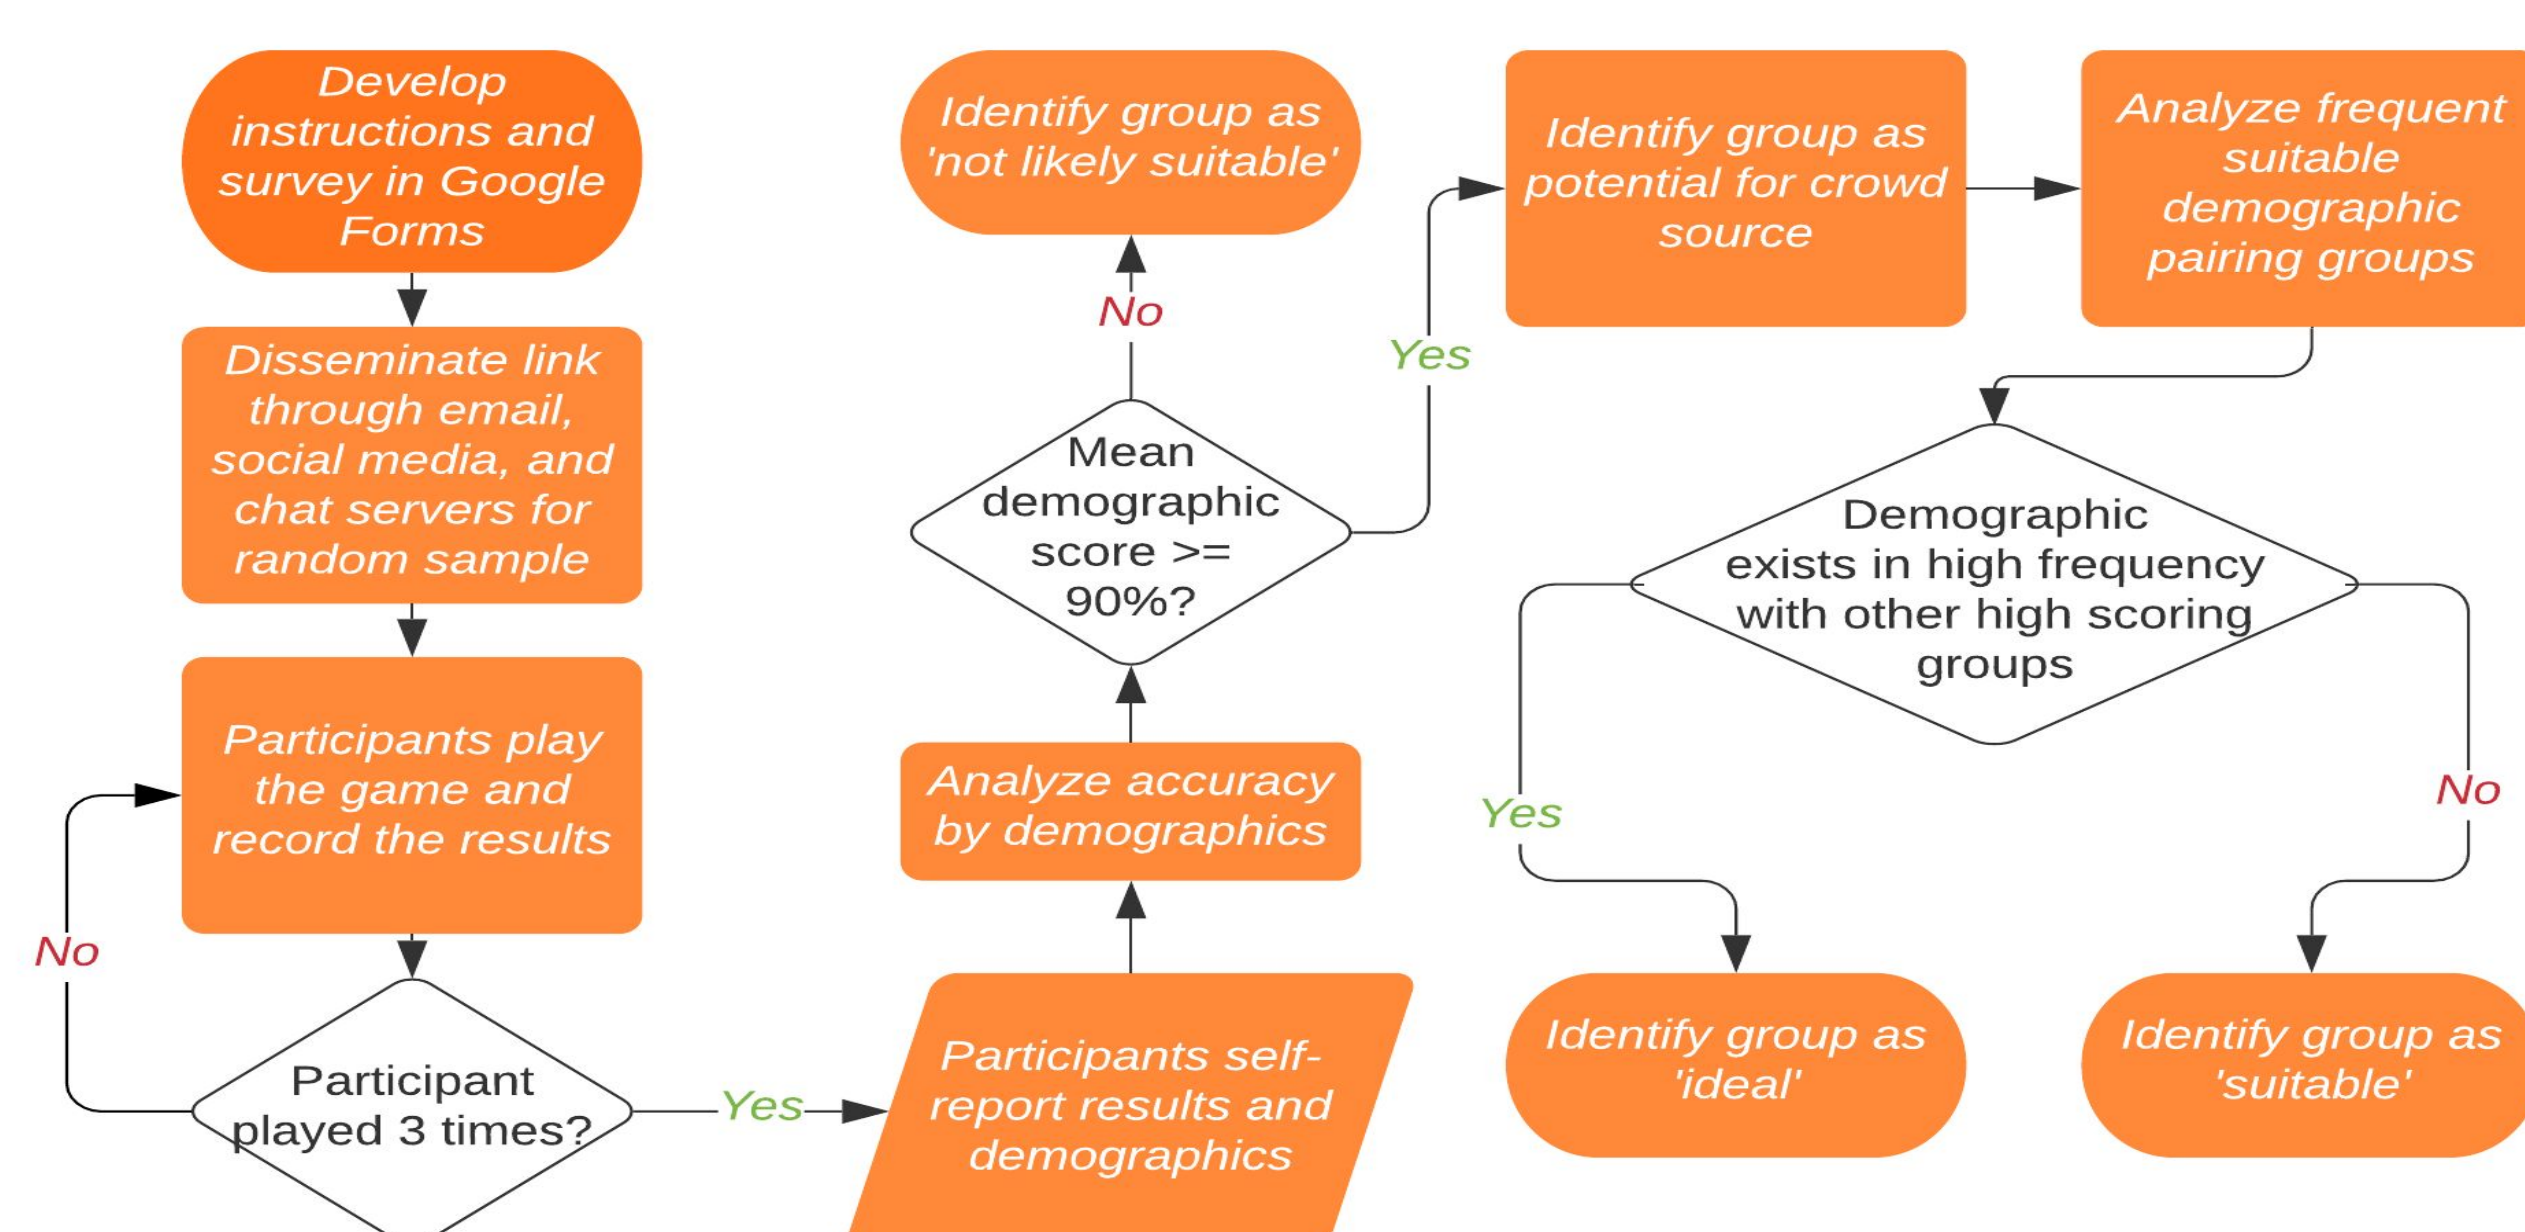 Develop
instructions and
survey in Google
Forms
Disseminate link
through email,
social media, and
chat servers for
random sample
Participants play
the game and
record the results
No
Participant
played 3 times?
Yes
Participants self-
report results and
demographics
Analyze accuracy
by demographics
Mean
demographic
score >=
90%?
No
Identify group as
'not likely suitable'
Yes
Identify group as
potential for crowd
source
Analyze frequent
suitable
demographic
pairing groups
Demographic
exists in high frequency
with other high scoring
groups
Yes
Identify group as
'ideal'
No
Identify group as
'suitable'